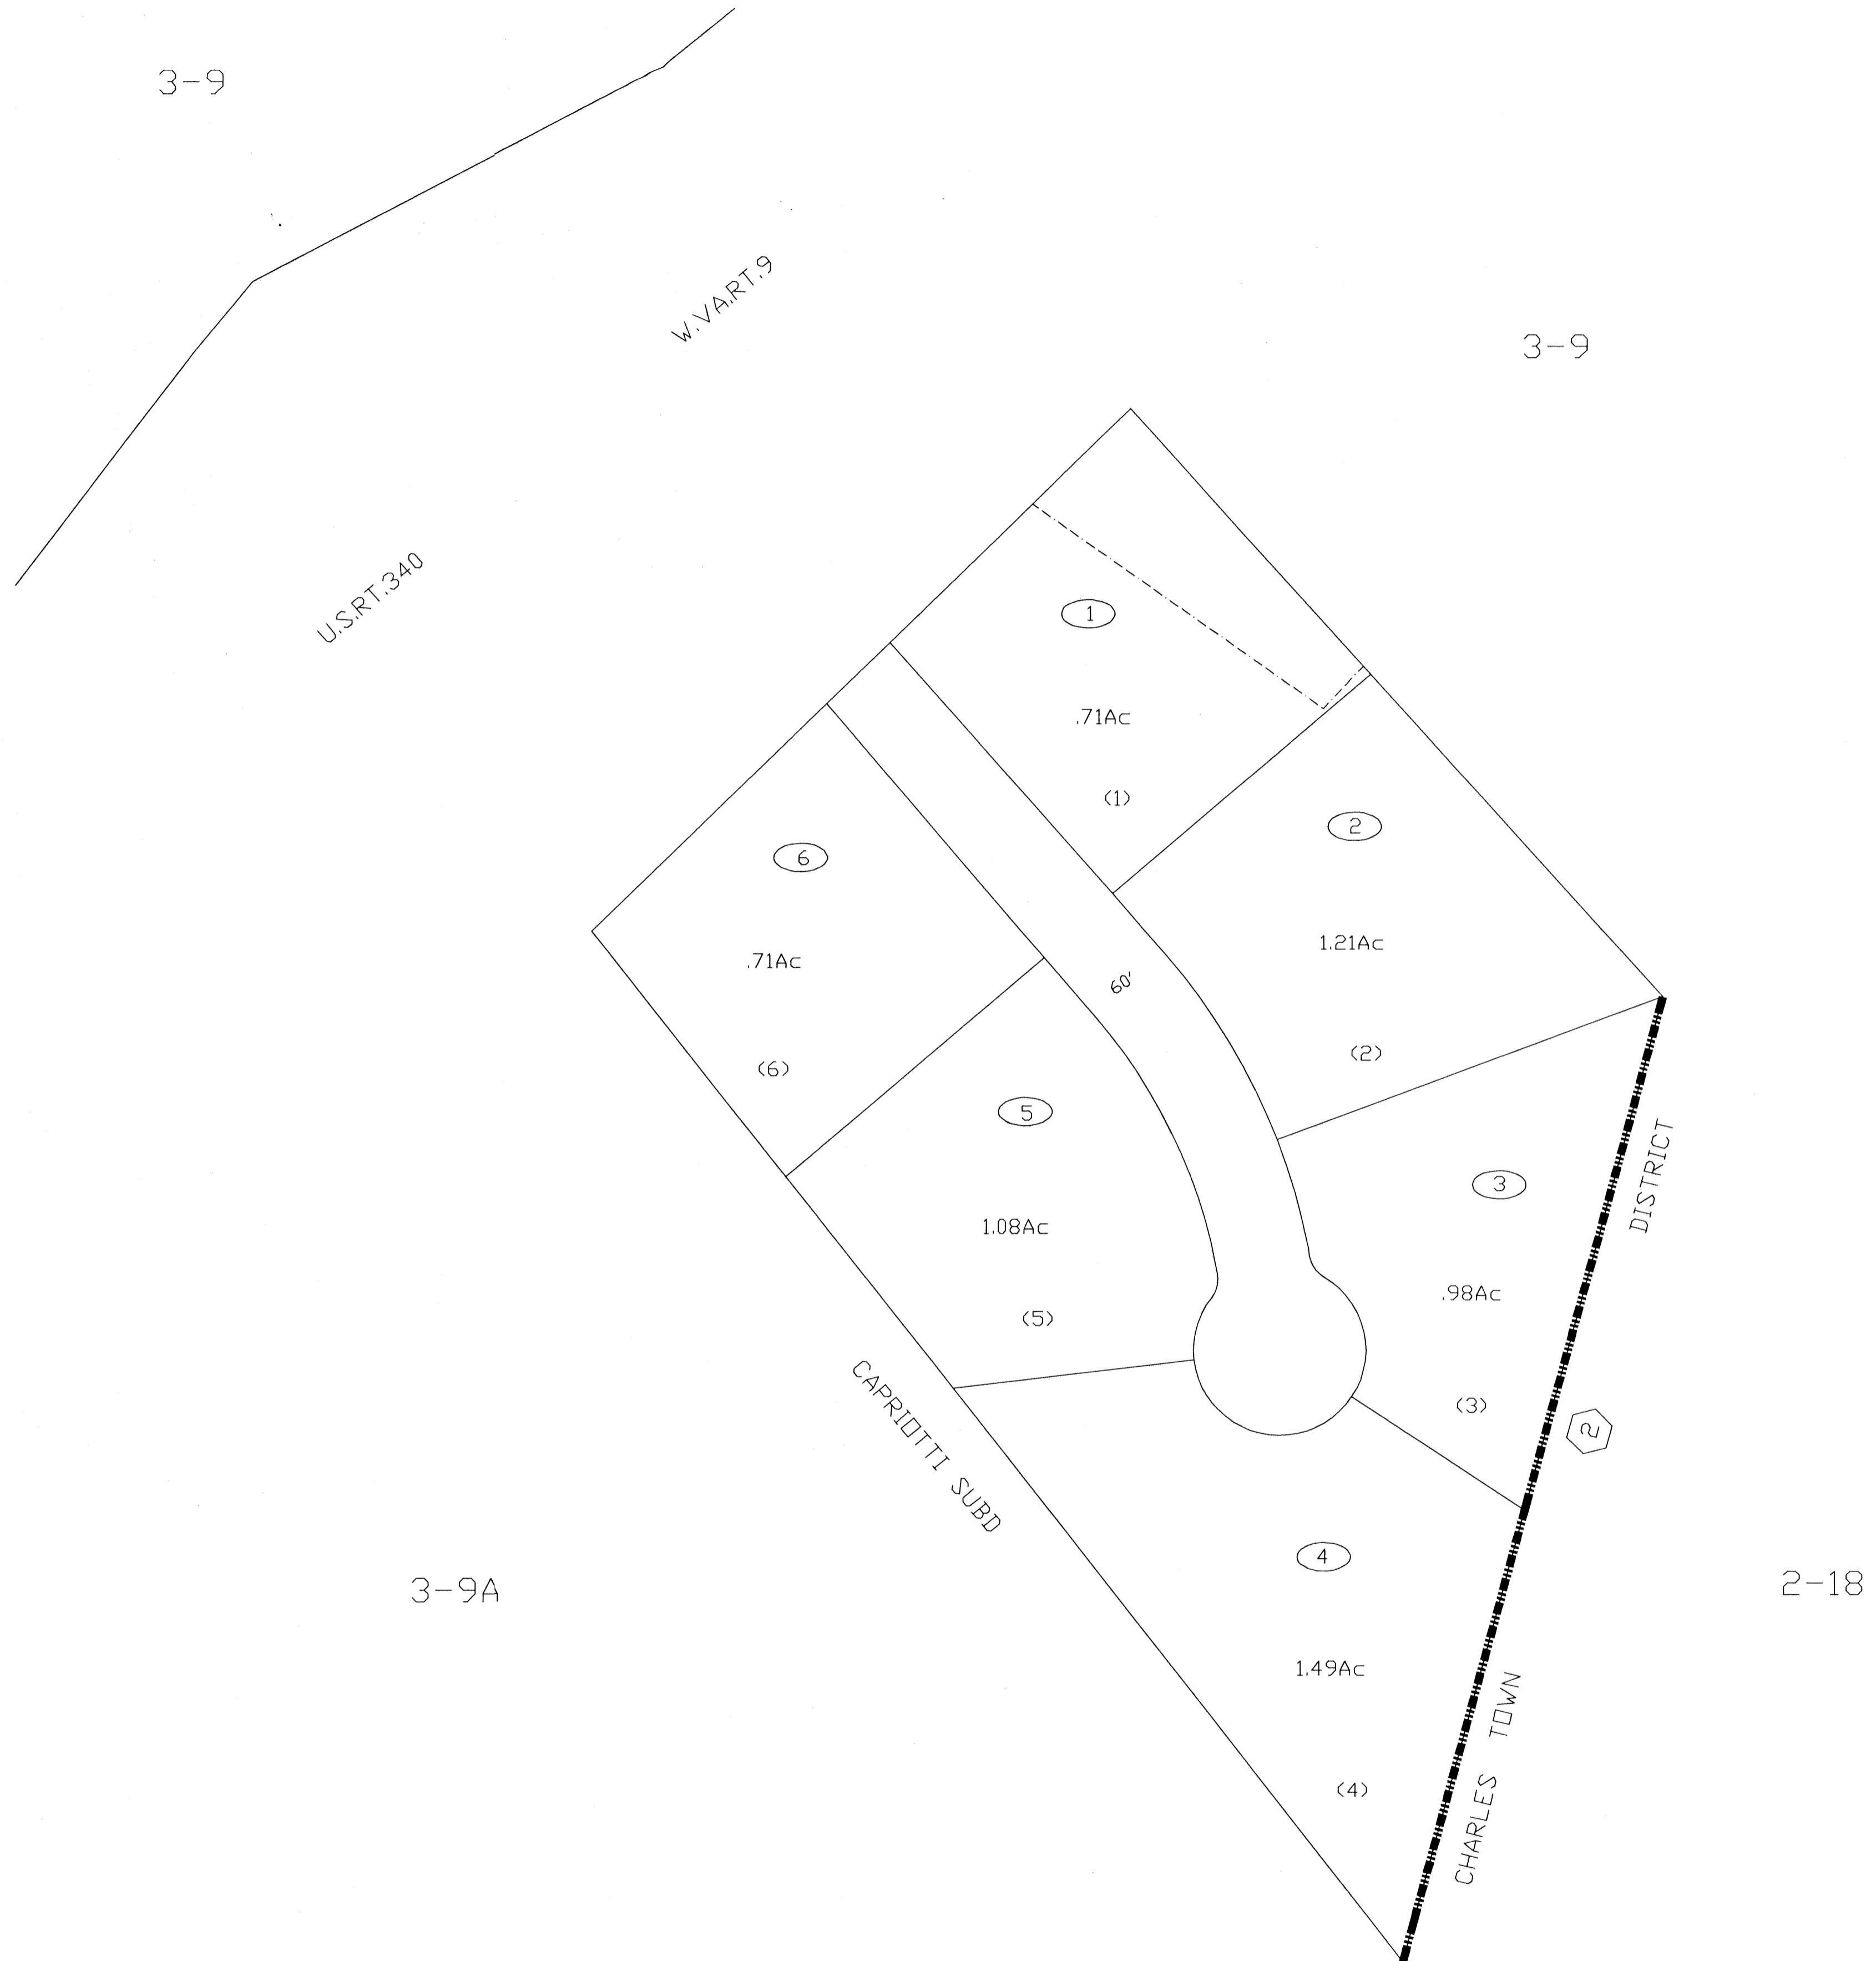 3-9
W.VA.RT.9
3-9
U.S.RT.340
1
.71Ac
(1)
2
6
1.21Ac
.71Ac
60'
(2)
(6)
5
DISTRICT
3
1.08Ac
.98Ac
(5)
(3)
2
CAPRIOTTI SUBD
4
3-9A
2-18
1.49Ac
(4)
CHARLES TOWN